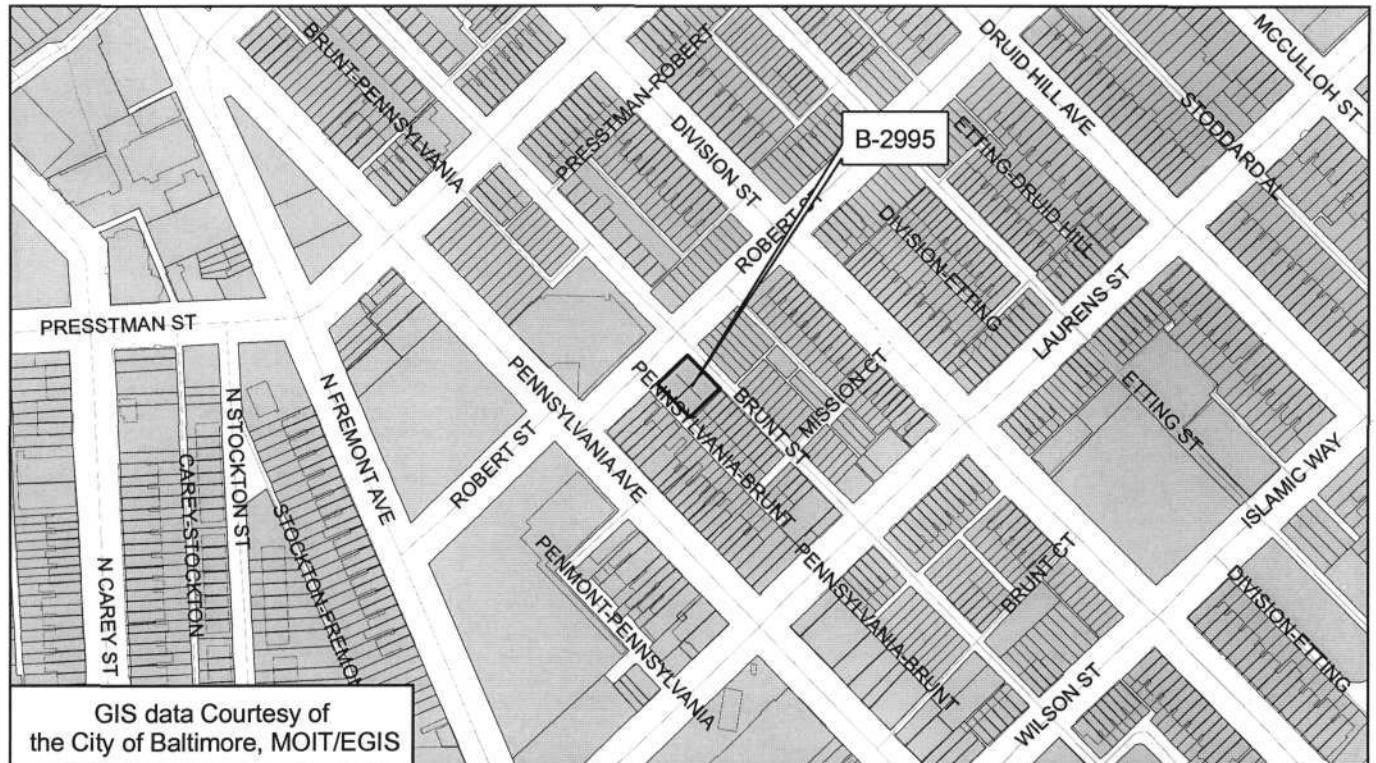 BRUNT-PENNSYLVANIA
PRESSTMAN-ROBERT
DRUID HILL AVE
MCCULLOH ST
STODDARD AL
B-2995
DIVISION ST
ETTING-DRUID HILL
ROBERT ST
DIVISION-ETTING
LAURENS ST
PRESSTMAN ST
N FREMONT AVE
PENNSYLVANIA AVE
PENNSYLVANIA-BRUNT
BRUNT ST
MISSION CT
ETTING ST
ISLAMIC WAY
N STOCKTON ST
CAREY-STOCKTON
STOCKTON-FREMON
ROBERT ST
N CAREY ST
PENMONT-PENNSYLVANIA
PENNSYLVANIA-BRUNT
BRUNT CT
DIVISION-ETTING
WILSON ST
GIS data Courtesy of
the City of Baltimore, MOIT/EGIS